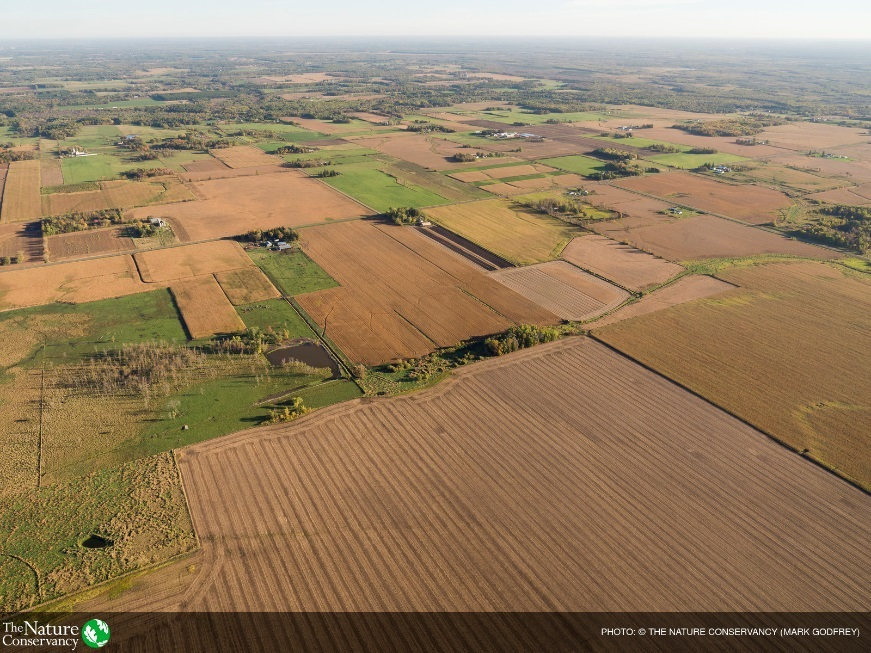 The Nature
Conservancy
PHOTO: © THE NATURE CONSERVANCY (MARK GODFREY)